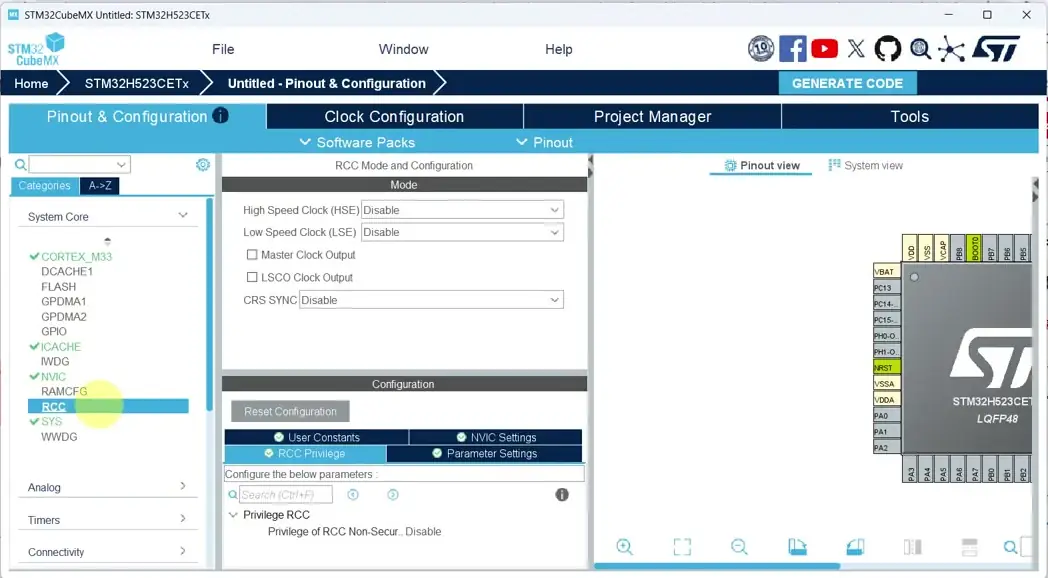 STM32CubeMX Untitled: STM32H523CETx
STM32
CubeMX
File
Window
Help
10
ST
Home
STM32H523CETx
Untitled - Pinout & Configuration
GENERATE CODE
Pinout & Configuration
Clock Configuration
Project Manager
Tools
Software Packs
Pinout
Categories
A->Z
System Core
CORTEX_M33
DCACHE1
FLASH
GPDMA1
GPDMA2
GPIO
ICACHE
IWDG
NVIC
RAMCFG
RCC
SYS
WWDG
Analog
Timers
Connectivity
RCC Mode and Configuration
Mode
High Speed Clock (HSE) Disable
Low Speed Clock (LSE) Disable
Master Clock Output
LSCO Clock Output
CRS SYNC Disable
Configuration
Reset Configuration
User Constants
NVIC Settings
RCC Privilege
Parameter Settings
Configure the below parameters :
Search (Ctrl+F)
Privilege RCC
Privilege of RCC Non-Secur.. Disable
Pinout view
System view
VDD
VSS
VCAP
PB8
BOOT0
PB7
PB6
PB5
VBAT
PC13
PC14-..
PC15-..
PH0-O..
PH1-O..
NRST
VSSA
VDDA
PA0
PA1
PA2
ST
STM32H523CET
LQFP48
PA3
PA4
PA5
PA6
PA7
PB0
PB1
PB2